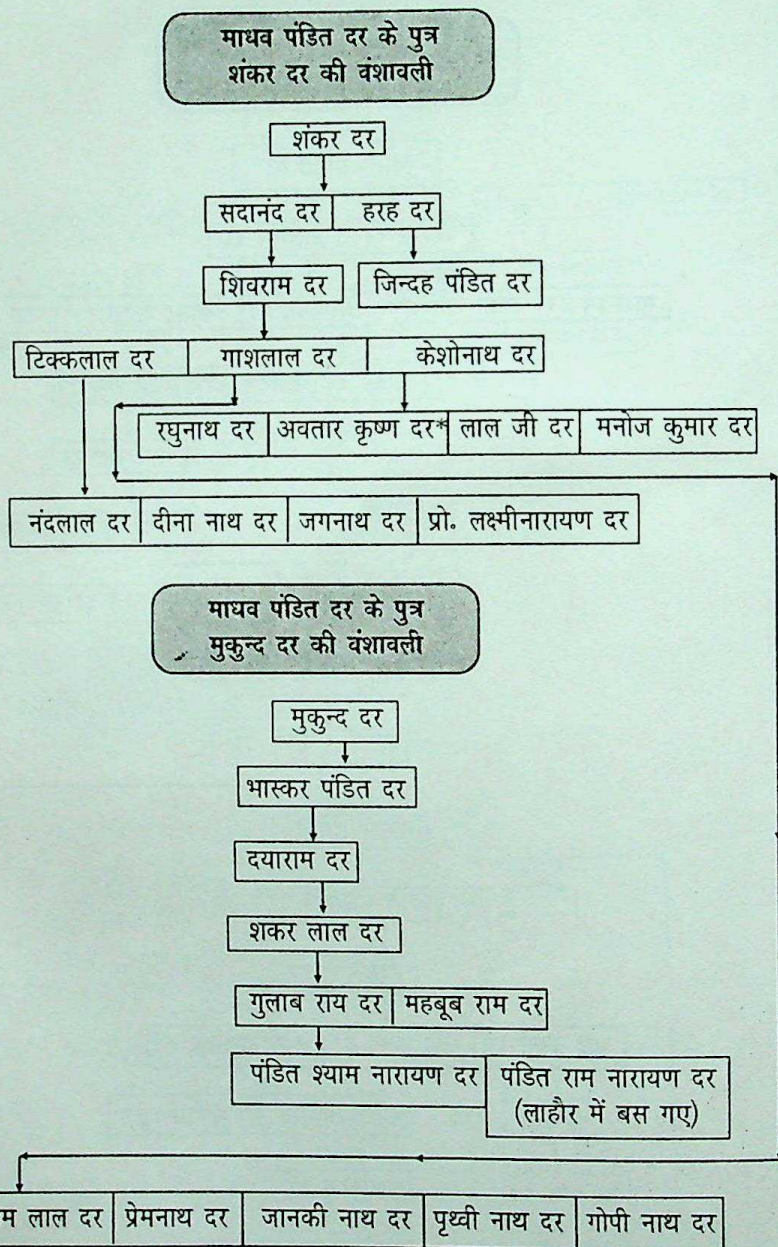 माधव पंडित दर के पुत्र
शंकर दर की वंशावली
शंकर दर
सदानंद दर हरह दर
शिवराम दर जिन्दह पंडित दर
टिक्कलाल दर गाशलाल दर केशोनाथ दर
रघुनाथ दर अवतार कृष्ण दर* लाल जी दर मनोज कुमार दर
नंदलाल दर दीना नाथ दर जगनाथ दर प्रो. लक्ष्मीनारायण दर
माधव पंडित दर के पुत्र
मुकुन्द दर की वंशावली
मुकुन्द दर
भास्कर पंडित दर
दयाराम दर
शकर लाल दर
गुलाब राय दर महबूब राम दर
पंडित श्याम नारायण दर पंडित राम नारायण दर
(लाहौर में बस गए)
लाल दर प्रेमनाथ दर जानकी नाथ दर पृथ्वी नाथ दर गोपी नाथ दर